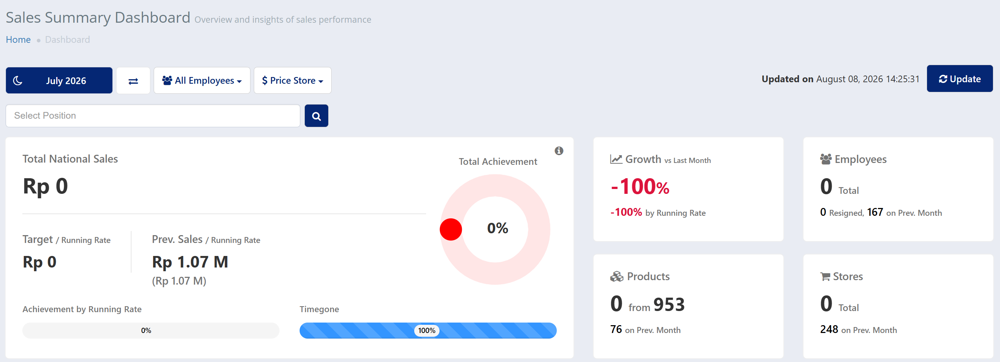 Sales Summary Dashboard Overview and insights of sales performance
Home Dashboard
July 2026
All Employees
$ Price Store
Updated on August 08, 2026 14:25:31
Update
Select Position
Total National Sales
Rp 0
Total Achievement
0%
Target / Running Rate
Rp 0
Prev. Sales / Running Rate
Rp 1.07 M
(Rp 1.07 M)
Achievement by Running Rate
0%
Timegone
100%
Growth vs Last Month
-100%
-100% by Running Rate
Employees
0 Total
0 Resigned, 167 on Prev. Month
Products
0 from 953
76 on Prev. Month
Stores
0 Total
248 on Prev. Month